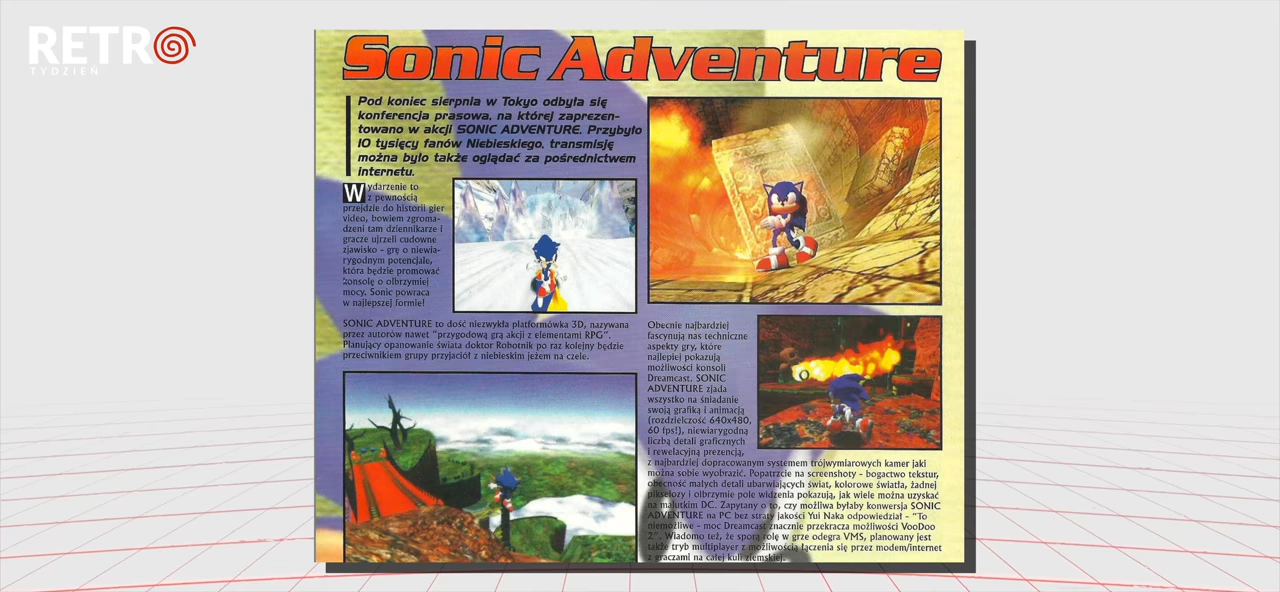 RETRO
TYDZIEŃ
Sonic Adventure
Pod koniec sierpnia w Tokyo odbyła się
konferencja prasowa, na której zaprezen-
towano w akcji SONIC ADVENTURE. Przybyło
10 tysięcy fanów Niebieskiego, transmisję
można było także oglądać za pośrednictwem
internetu.
Wydarzenie to
z pewnością
przejdzie do historii gier
video, bowiem zgroma-
dzeni tam dziennikarze i
gracze ujrzeli cudowne
zjawisko - grę o niewia-
rygodnym potencjale,
która będzie promować
konsolę o olbrzymiej
mocy. Sonic powraca
w najlepszej formie!
SONIC ADVENTURE to dość niezwykła platformówka 3D, nazywana
przez autorów nawet "przygodową grą akcji z elementami RPG".
Planujący opanowanie świata doktor Robotnik po raz kolejny będzie
przeciwnikiem grupy przyjaciół z niebieskim jeżem na czele.
Obecnie najbardziej
fascynują nas techniczne
aspekty gry, które
najlepiej pokazują
możliwości konsoli
Dreamcast. SONIC
ADVENTURE zjada
wszystko na śniadanie
swoją grafiką i animacją
(rozdzielczość 640x480,
60 fps!), niewiarygodną
liczbą detali graficznych
i rewelacyjną prezencją,
z najbardziej dopracowanym systemem trójwymiarowych kamer jaki
można sobie wyobrazić. Popatrzcie na screenshoty - bogactwo tekstur,
obecność małych detali ubarwiających świat, kolorowe światła, żadnej
pikselozy i olbrzymie pole widzenia pokazują, jak wiele można uzyskać
na malutkim DC. Zapytany o to, czy możliwa byłaby konwersja SONIC
ADVENTURE na PC bez straty jakości Yui Naka odpowiedział - "To
niemożliwe - moc Dreamcast znacznie przekracza możliwości VooDoo
2". Wiadomo też, że sporą rolę w grze odegra VMS, planowany jest
także tryb multiplayer z możliwością łączenia się przez modem/internet
z graczami na całej kuli ziemskiej.